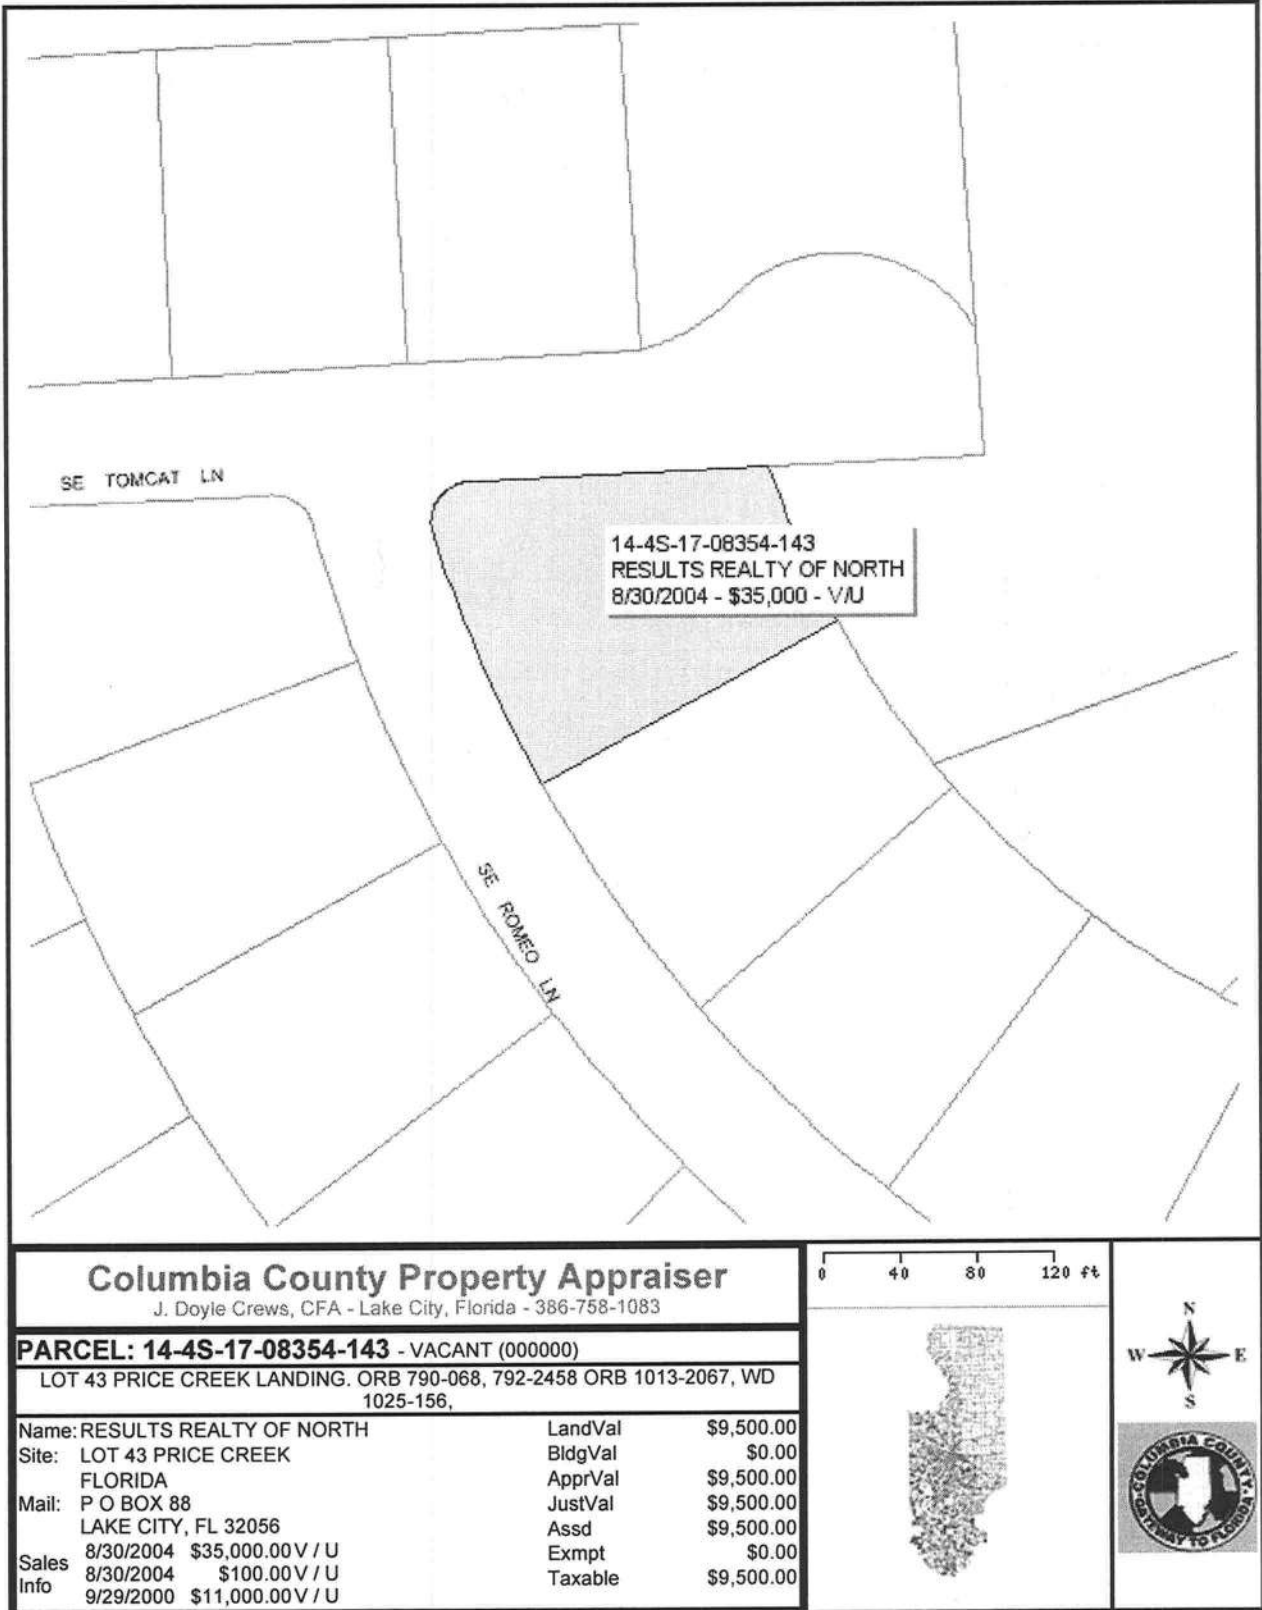 SE TOMCAT LN
14-4S-17-08354-143
RESULTS REALTY OF NORTH
8/30/2004 - $35,000 - V/U
SE ROMEO LN
Columbia County Property Appraiser
J. Doyle Crews, CFA - Lake City, Florida - 386-758-1083
PARCEL: 14-4S-17-08354-143 - VACANT (000000)
LOT 43 PRICE CREEK LANDING. ORB 790-068, 792-2458 ORB 1013-2067, WD
1025-156,
Name: RESULTS REALTY OF NORTH LandVal $9,500.00
Site: LOT 43 PRICE CREEK BldgVal $0.00
FLORIDA ApprVal $9,500.00
Mail: P O BOX 88 JustVal $9,500.00
LAKE CITY, FL 32056 Assd $9,500.00
Sales Info 8/30/2004 $35,000.00 V / U Exmpt $0.00
8/30/2004 $100.00 V / U Taxable $9,500.00
9/29/2000 $11,000.00 V / U
0 40 80 120 ft
N
W E
S
COLUMBIA COUNTY
GATEWAY TO FLORIDA